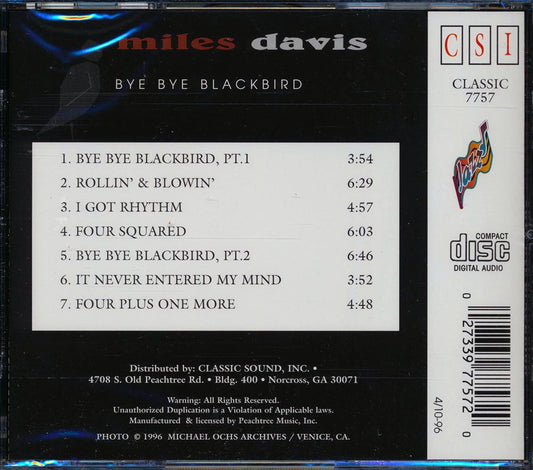 miles davis
BYE BYE BLACKBIRD
1. BYE BYE BLACKBIRD, PT.1 3:54
2. ROLLIN' & BLOWIN' 6:29
3. I GOT RHYTHM 4:57
4. FOUR SQUARED 6:03
5. BYE BYE BLACKBIRD, PT.2 6:46
6. IT NEVER ENTERED MY MIND 3:52
7. FOUR PLUS ONE MORE 4:48
Distributed by: CLASSIC SOUND, INC. •
4708 S. Old Peachtree Rd. • Bldg. 400 • Norcross, GA 30071
Warning: All Rights Reserved.
Unauthorized Duplication is a Violation of Applicable laws.
Manufactured & licensed by Peachtree Music, Inc.
PHOTO © 1996 MICHAEL OCHS ARCHIVES / VENICE, CA.
CSI
CLASSIC
7757
Jazz
COMPACT
disc
DIGITAL AUDIO
0 27339 77572 0
4/10-96